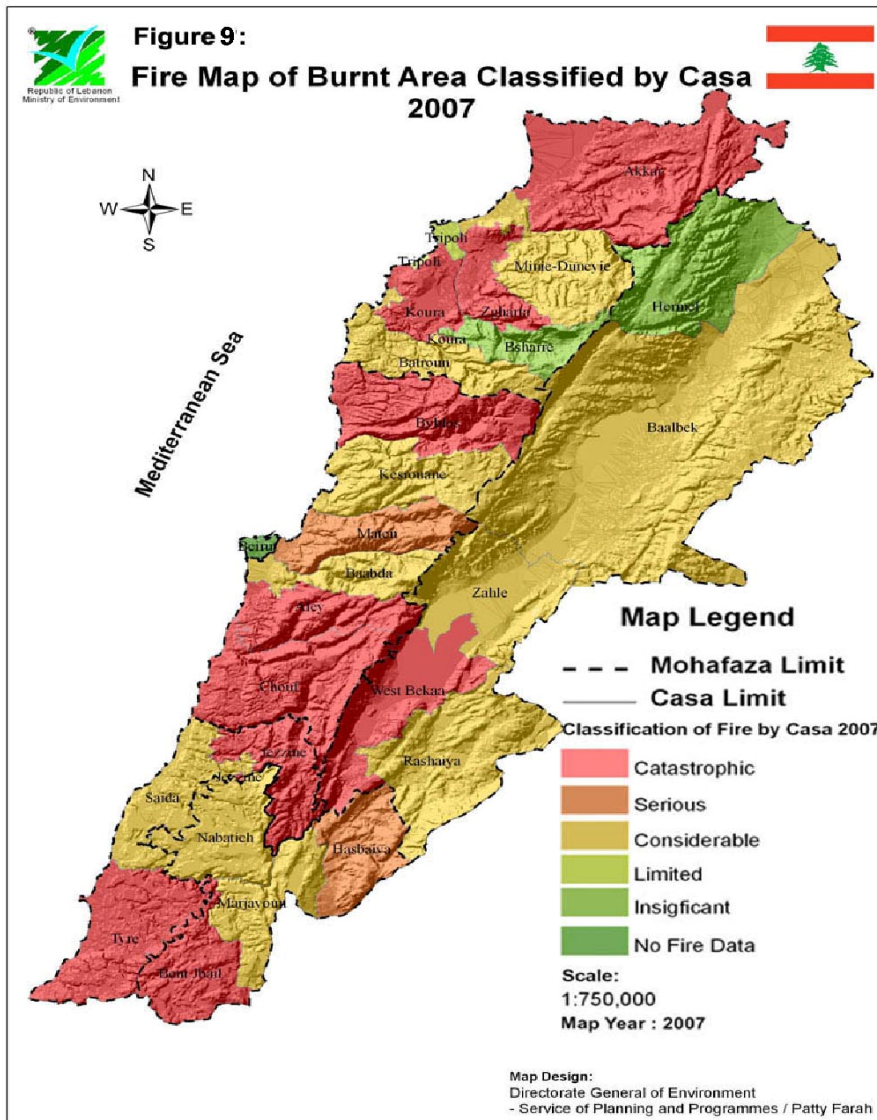 Figure 9:
Fire Map of Burnt Area Classified by Casa
2007
Republic of Lebanon
Ministry of Environment
N
W E
S
Mediterranean Sea
Akkar
Tripoli
Tripoli
Minie-Duneyie
Hermel
Koura
Zgharta
Koura
Bsharre
Batroun
Byblos
Baalbek
Kesrouane
Maten
Beirut
Baabda
Zahle
Aley
Chouf
West Bekaa
Jezzine
Rashaiya
Jezzine
Saida
Nabatieh
Hasbaiya
Marjayoun
Tyre
Bent Jbail
Map Legend
Mohafaza Limit
Casa Limit
Classification of Fire by Casa 2007
Catastrophic
Serious
Considerable
Limited
Insigficant
No Fire Data
Scale:
1:750,000
Map Year : 2007
Map Design:
Directorate General of Environment
- Service of Planning and Programmes / Patty Farah